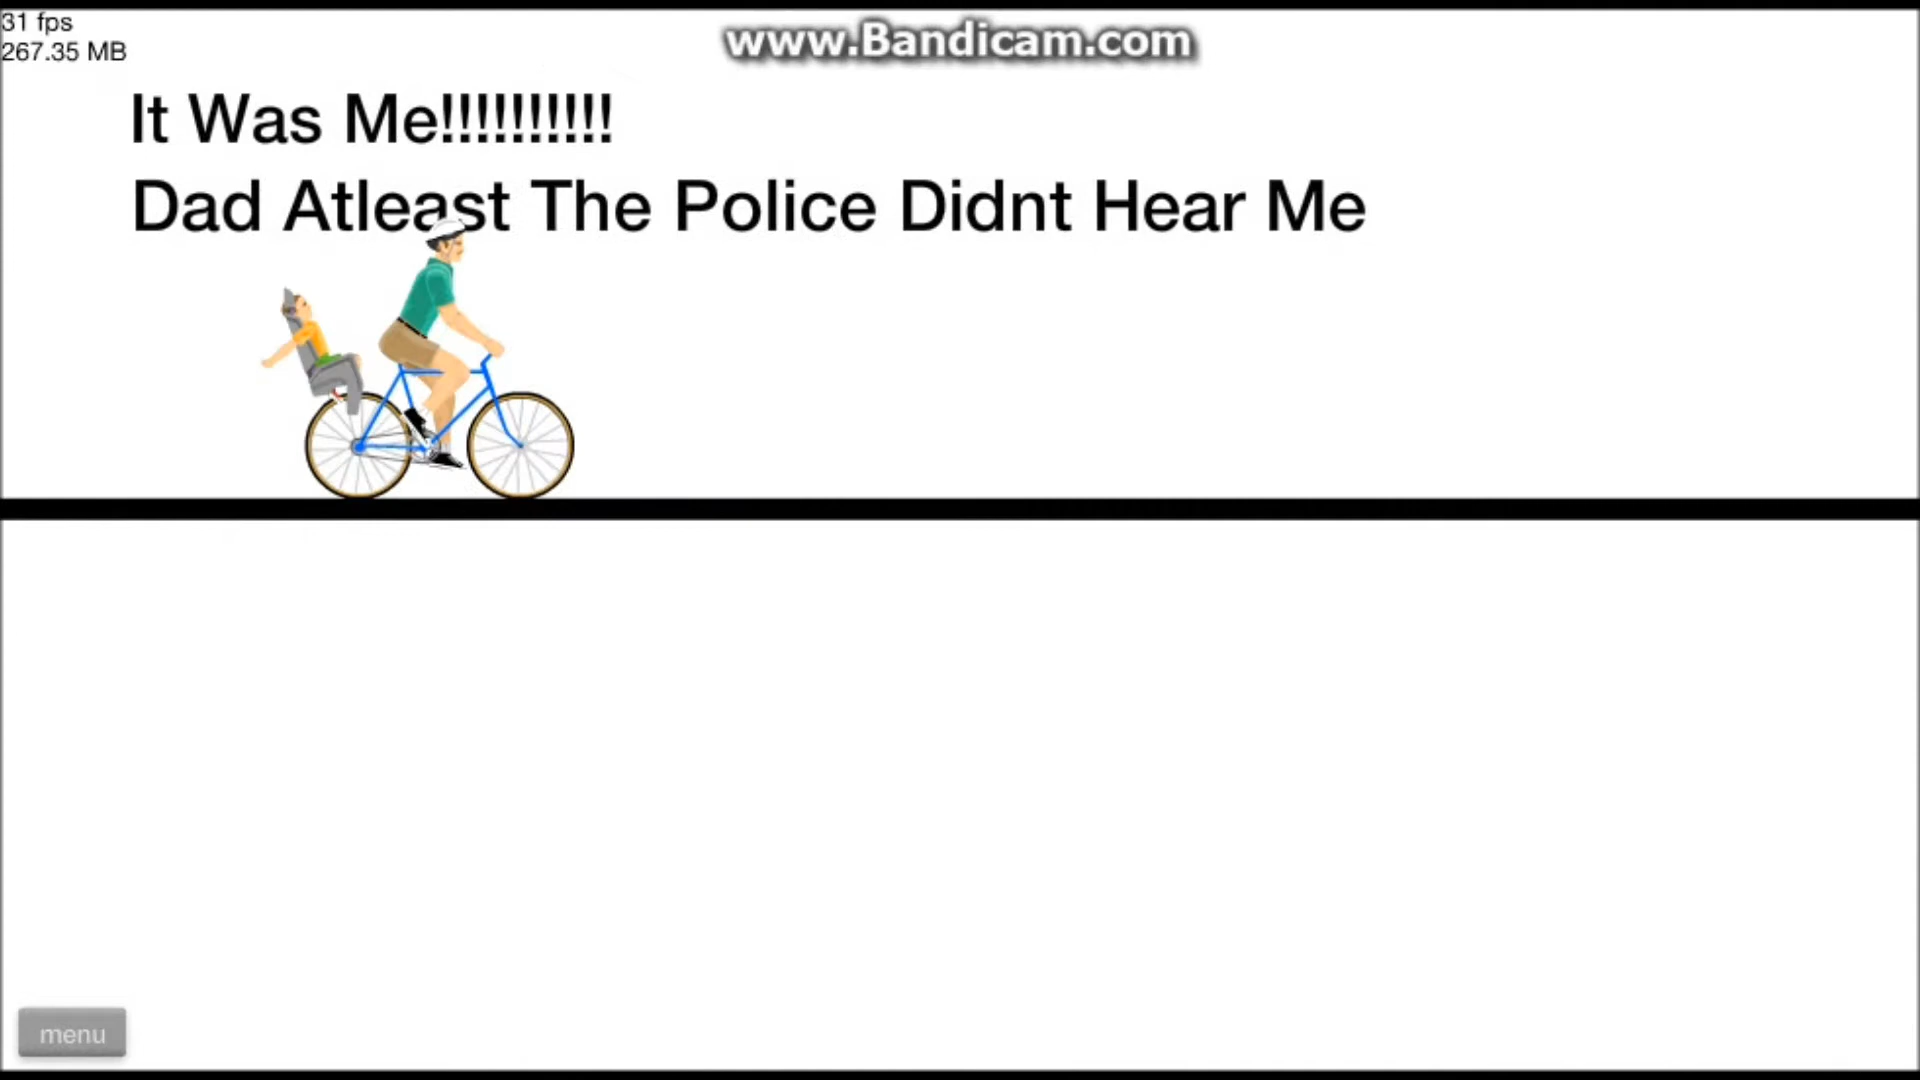 31 fps
www.Bandicam.com
267.35 MB
It Was Me!!!!!!!!!!
Dad Atleast The Police Didnt Hear Me
menu